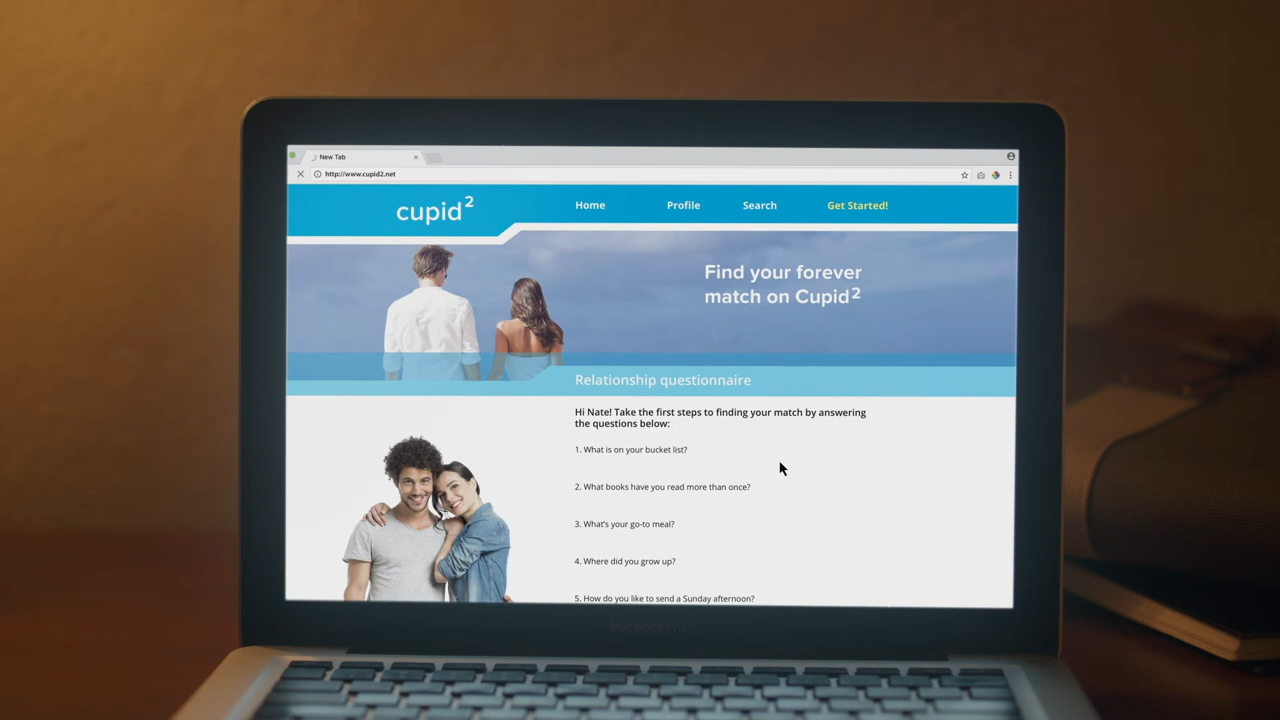 New Tab
http://www.cupid2.net
cupid²
Home Profile Search Get Started!
Find your forever
match on Cupid²
Relationship questionnaire
Hi Nate! Take the first steps to finding your match by answering
the questions below:
1. What is on your bucket list?
2. What books have you read more than once?
3. What's your go-to meal?
4. Where did you grow up?
5. How do you like to send a Sunday afternoon?
MacBook Pro